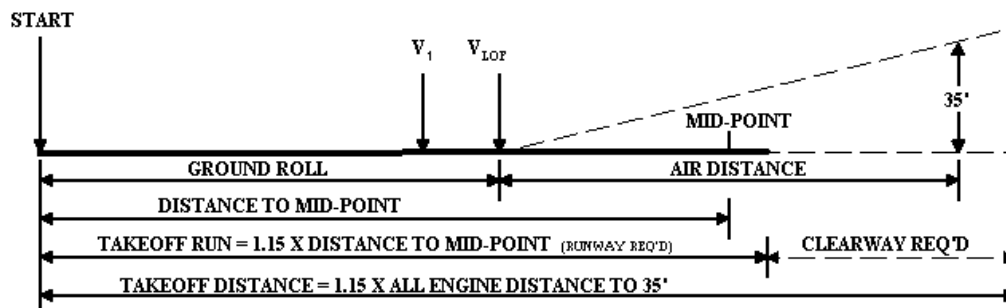 START
V1
VLOF
35'
MID-POINT
GROUND ROLL
AIR DISTANCE
DISTANCE TO MID-POINT
TAKEOFF RUN = 1.15 X DISTANCE TO MID-POINT (RUNWAY REQ'D)
CLEARWAY REQ'D
TAKEOFF DISTANCE = 1.15 X ALL ENGINE DISTANCE TO 35'